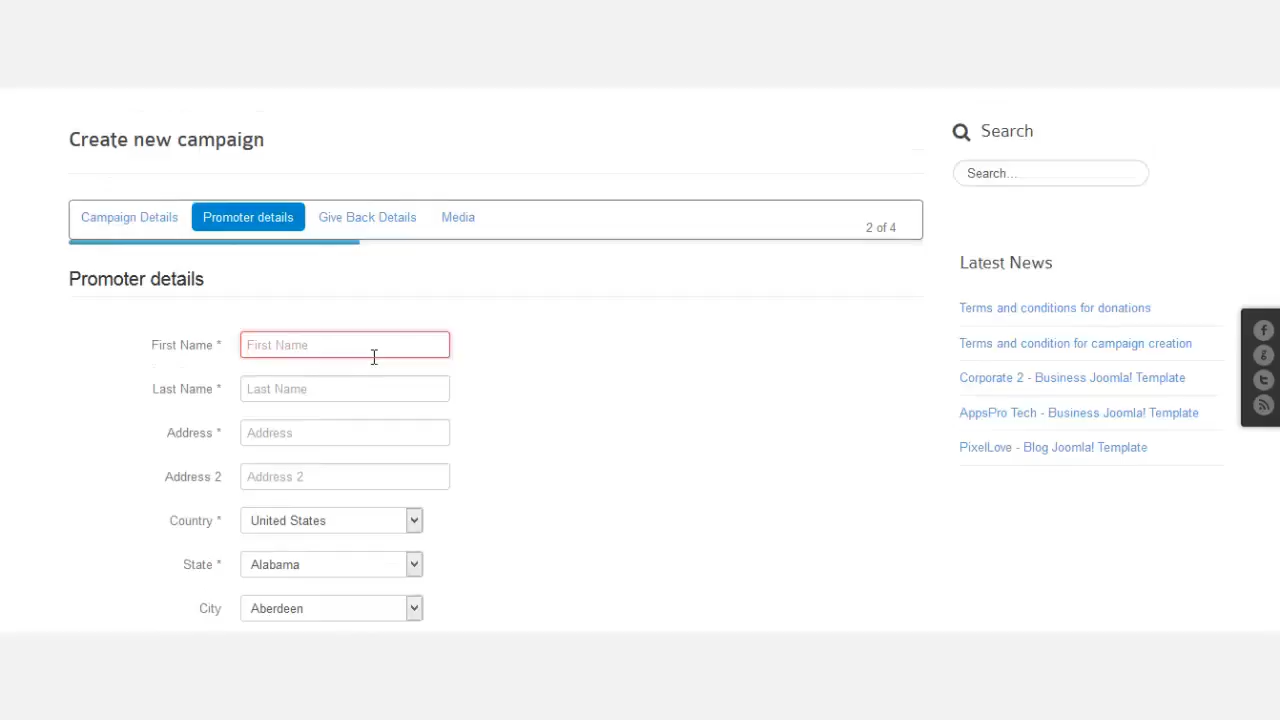 Create new campaign
Campaign Details Promoter details Give Back Details Media
2 of 4
Promoter details
First Name * First Name
Last Name * Last Name
Address * Address
Address 2 Address 2
Country * United States
State * Alabama
City Aberdeen
Search
Search...
Latest News
Terms and conditions for donations
Terms and condition for campaign creation
Corporate 2 - Business Joomla! Template
AppsPro Tech - Business Joomla! Template
PixelLove - Blog Joomla! Template